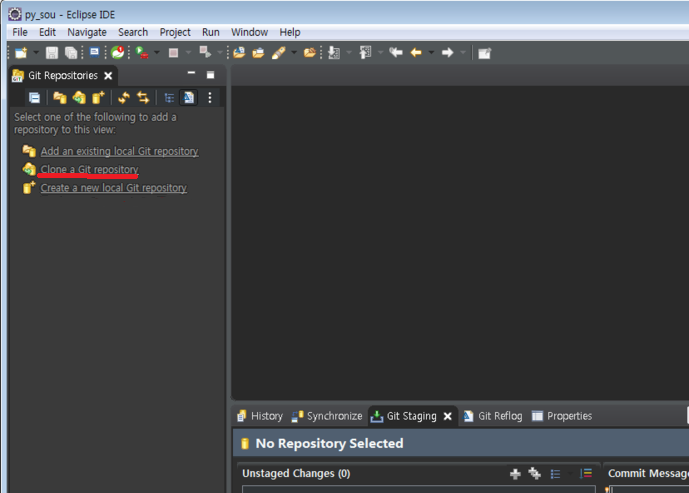 py_sou - Eclipse IDE
File Edit Navigate Search Project Run Window Help
Git Repositories
Select one of the following to add a
repository to this view:
Add an existing local Git repository
Clone a Git repository
Create a new local Git repository
History Synchronize Git Staging Git Reflog Properties
No Repository Selected
Unstaged Changes (0) Commit Messag